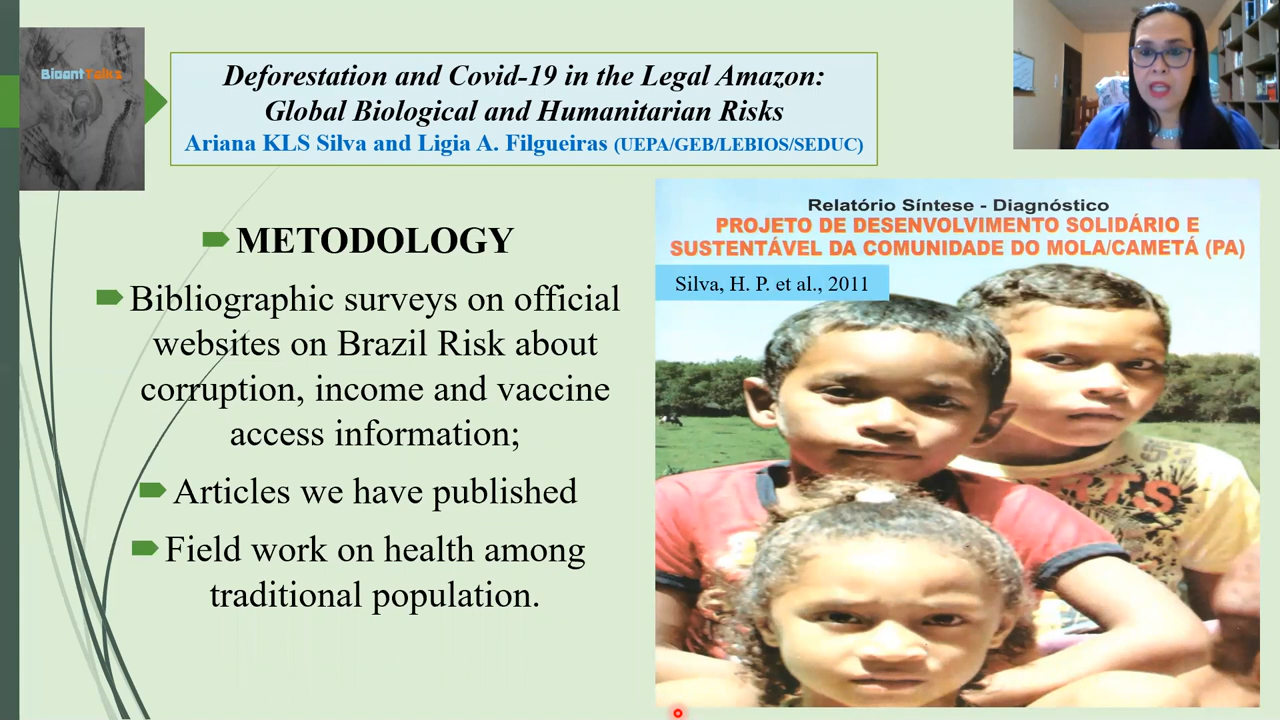 BioantTalks
Deforestation and Covid-19 in the Legal Amazon:
Global Biological and Humanitarian Risks
Ariana KLS Silva and Ligia A. Filgueiras (UEPA/GEB/LEBIOS/SEDUC)
METODOLOGY
Bibliographic surveys on official
websites on Brazil Risk about
corruption, income and vaccine
access information;
Articles we have published
Field work on health among
traditional population.
Relatório Síntese - Diagnóstico
PROJETO DE DESENVOLVIMENTO SOLIDÁRIO E
SUSTENTÁVEL DA COMUNIDADE DO MOLA/CAMETÁ (PA)
Silva, H. P. et al., 2011